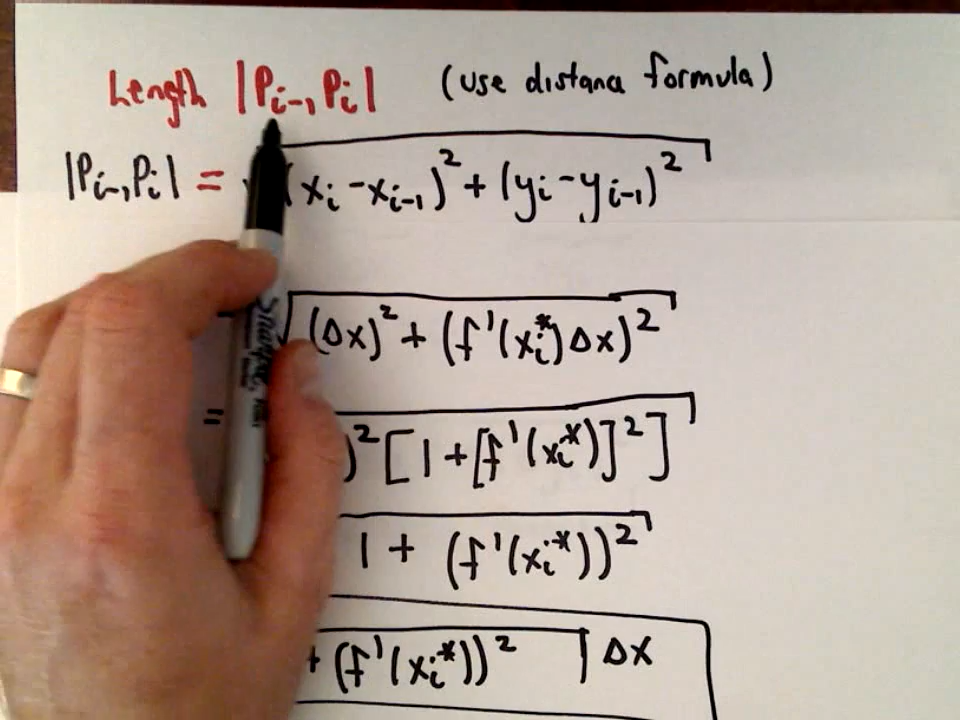 Length |Pi-1 Pi| (use distance formula)
|Pi-1 Pi| = √(xi - xi-1)² + (yi - yi-1)²
√(Δx)² + (f'(xi*)Δx)²
= )² [1 + [f'(xi*)]²]
1 + (f'(xi*))²
+ (f'(xi*))² Δx
Sharpie